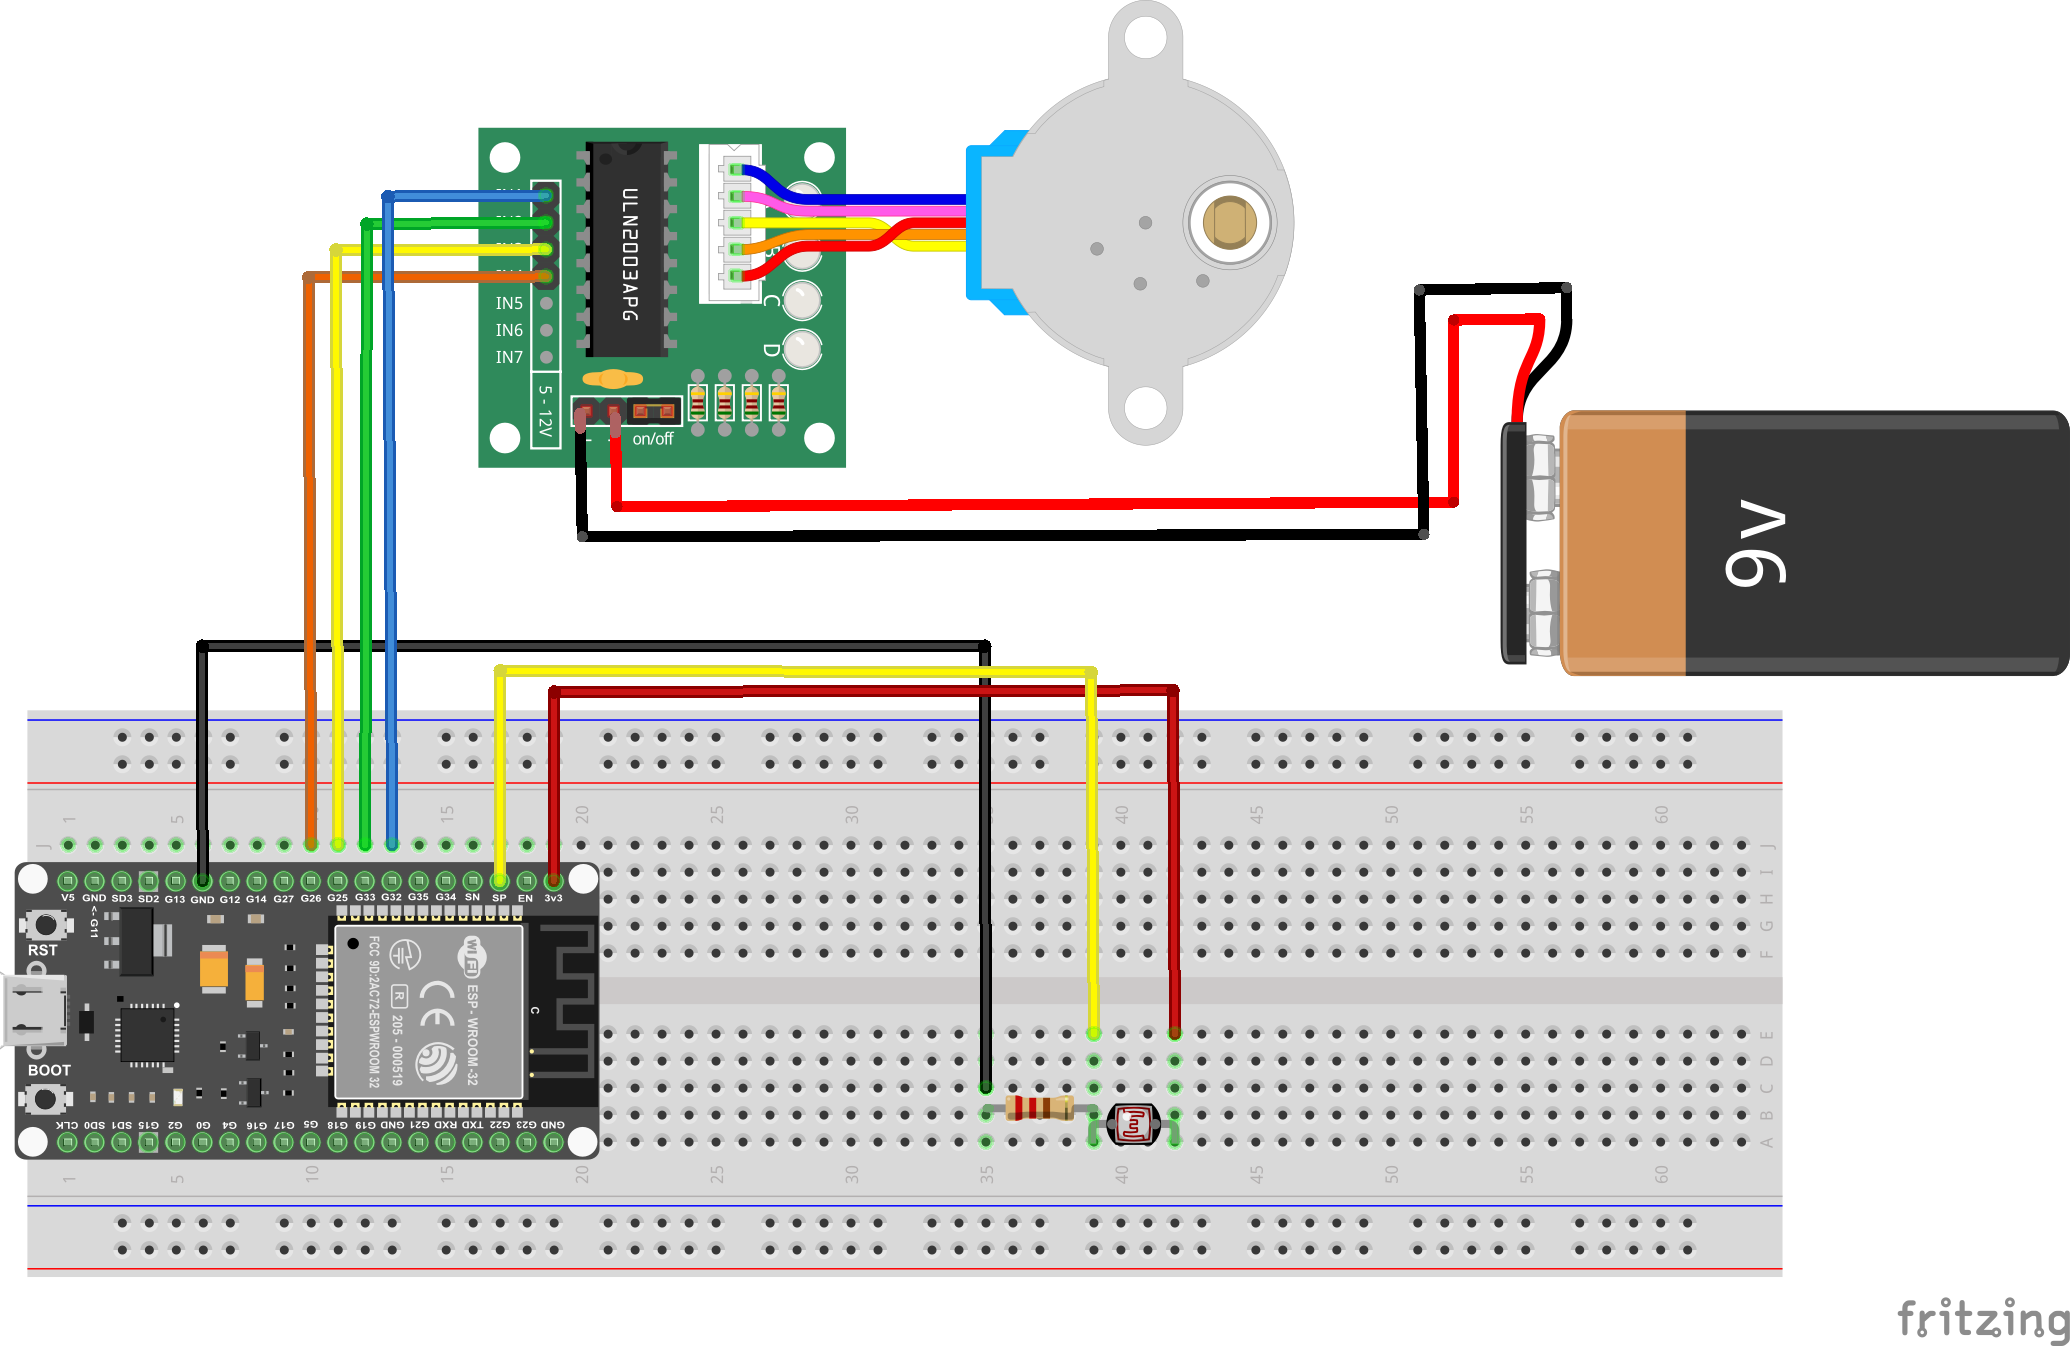 ULN2003APG
B
C
D
IN5
IN6
IN7
5 - 12V
-
on/off
9v
1 5 15 20 25 30 35 40 45 50 55 60
J J
I
H
G
F
V5 GND SD3 SD2 G13 GND G12 G14 G27 G26 G25 G33 G32 G35 G34 SN SP EN 3v3
<- G11
RST
BOOT
FCC 9D:2AC72-ESPWROOM 32
R 205 - 000519
CE
WiFi
ESP - WROOM -32
C
E
D
C
B
A
CLK SD0 SD1 G15 G2 G0 G4 G16 G17 G5 G18 G19 GND G21 RXD TXD G22 G23 GND
1 5 10 15 20 25 30 35 40 45 50 55 60
fritzing